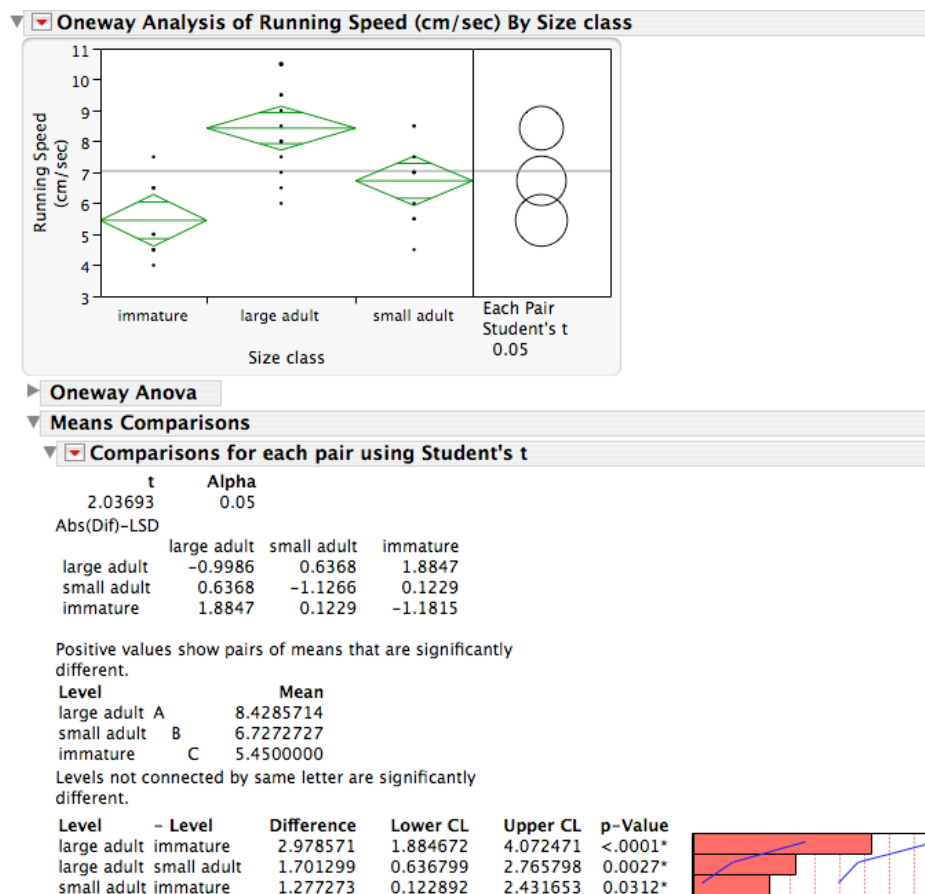 Oneway Analysis of Running Speed (cm/sec) By Size class
11
10
9
8
7
6
5
4
3
Running Speed
(cm/sec)
immature large adult small adult
Size class
Each Pair
Student's t
0.05
Oneway Anova
Means Comparisons
Comparisons for each pair using Student's t
t Alpha
2.03693 0.05
Abs(Dif)-LSD
large adult small adult immature
large adult -0.9986 0.6368 1.8847
small adult 0.6368 -1.1266 0.1229
immature 1.8847 0.1229 -1.1815
Positive values show pairs of means that are significantly
different.
Level Mean
large adult A 8.4285714
small adult B 6.7272727
immature C 5.4500000
Levels not connected by same letter are significantly
different.
Level - Level Difference Lower CL Upper CL p-Value
large adult immature 2.978571 1.884672 4.072471 <.0001*
large adult small adult 1.701299 0.636799 2.765798 0.0027*
small adult immature 1.277273 0.122892 2.431653 0.0312*